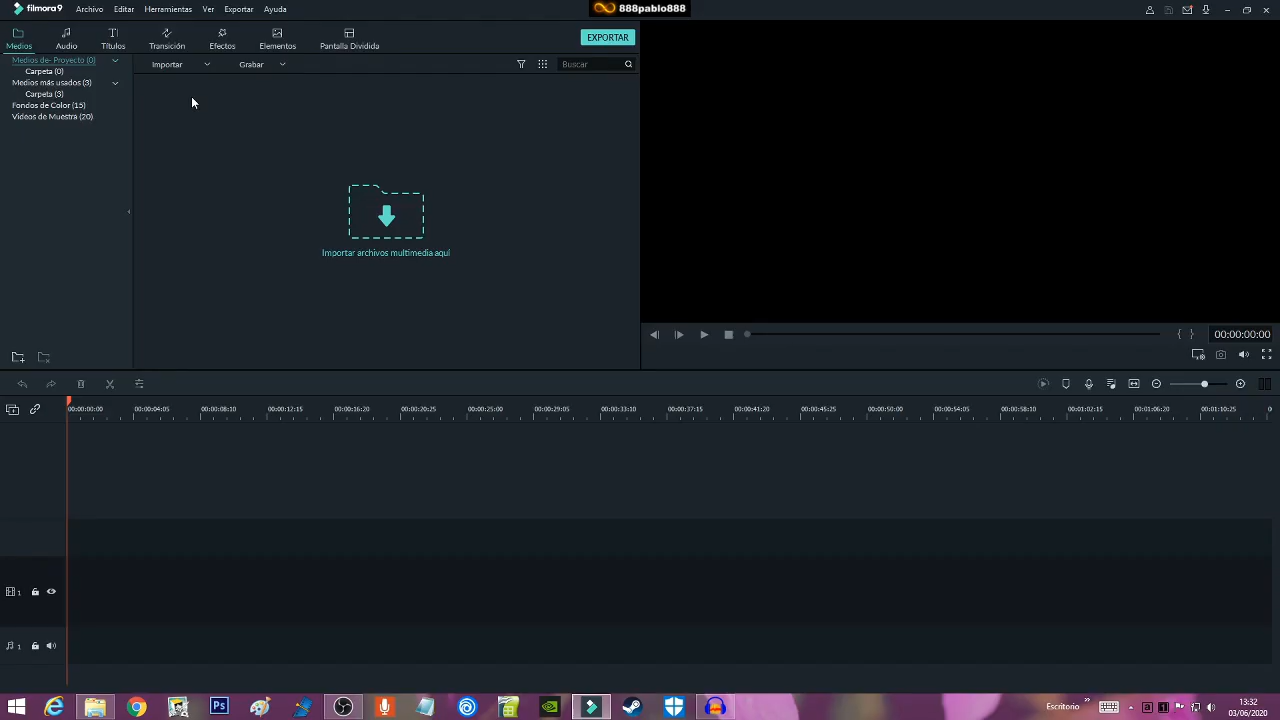 filmora9 Archivo Editar Herramientas Ver Exportar Ayuda 888pablo888
Medios Audio Títulos Transición Efectos Elementos Pantalla Dividida EXPORTAR
Medios de- Proyecto (0) Importar Grabar Buscar
Carpeta (0)
Medios más usados (3)
Carpeta (3)
Fondos de Color (15)
Videos de Muestra (20)
Importar archivos multimedia aquí
00:00:00:00
00:00:00:00 00:00:04:05 00:00:08:10 00:00:12:15 00:00:16:20 00:00:20:25 00:00:25:00 00:00:29:05 00:00:33:10 00:00:37:15 00:00:41:20 00:00:45:25 00:00:50:00 00:00:54:05 00:00:58:10 00:01:02:15 00:01:06:20 00:01:10:25 0
1
1
Ps Escritorio » 13:32
03/06/2020